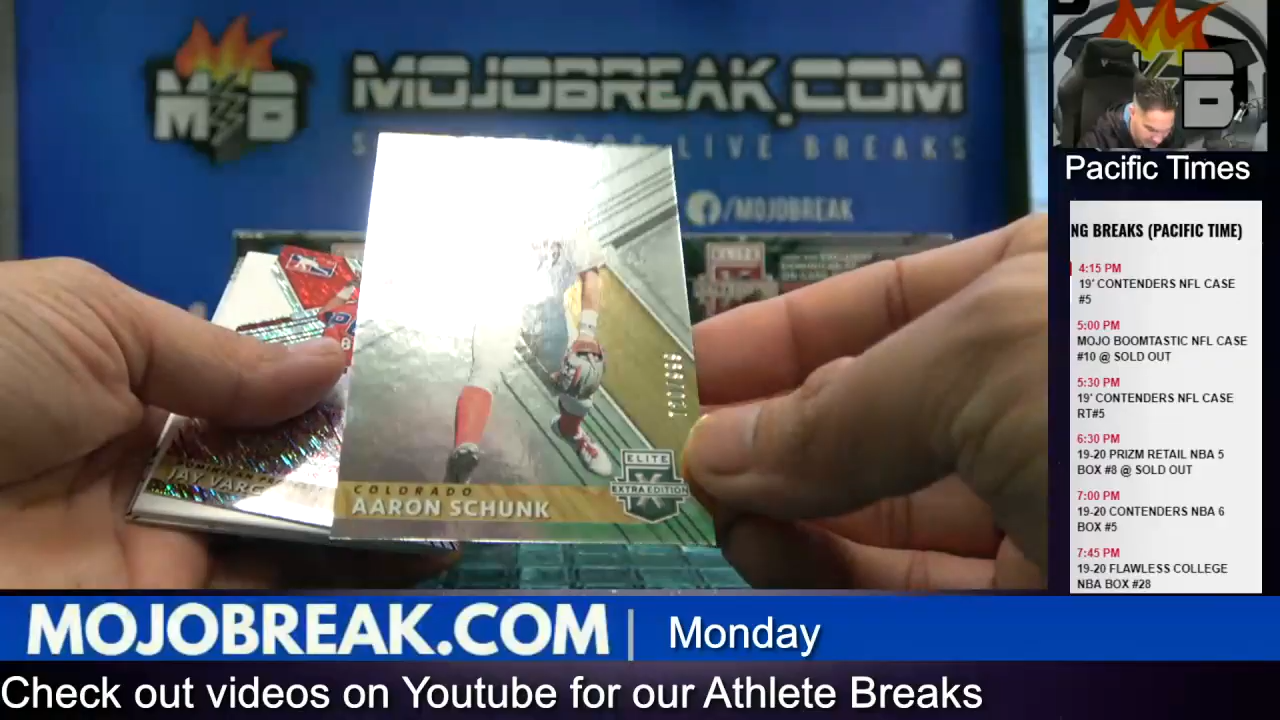 MB
MOJOBREAK.COM
LIVE BREAKS
/MOJOBREAK
COLORADO
AARON SCHUNK
ELITE
EXTRA EDITION
JAY VARG
B
Pacific Times
NG BREAKS (PACIFIC TIME)
4:15 PM
19' CONTENDERS NFL CASE
#5
5:00 PM
MOJO BOOMTASTIC NFL CASE
#10 @ SOLD OUT
5:30 PM
19' CONTENDERS NFL CASE
RT#5
6:30 PM
19-20 PRIZM RETAIL NBA 5
BOX #8 @ SOLD OUT
7:00 PM
19-20 CONTENDERS NBA 6
BOX #5
7:45 PM
19-20 FLAWLESS COLLEGE
NBA BOX #28
MOJOBREAK.COM | Monday
Check out videos on Youtube for our Athlete Breaks